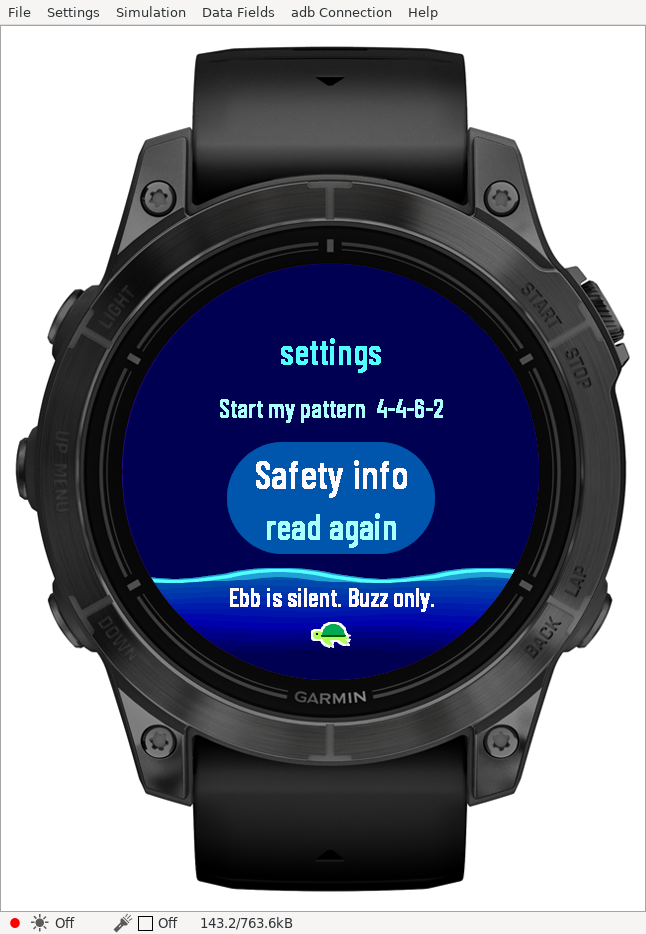 File Settings Simulation Data Fields adb Connection Help
LIGHT
START
STOP
settings
Start my pattern 4-4-6-2
UP MENU
Safety info
read again
Ebb is silent. Buzz only.
LAP
BACK
DOWN
GARMIN
Off Off 143.2/763.6kB